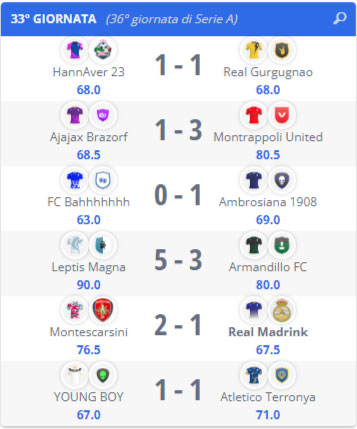 33º GIORNATA (36º giornata di Serie A)
HannAver 23 1 - 1 Real Gurgugnao
68.0 68.0
Ajajax Brazorf 1 - 3 Montrappoli United
68.5 80.5
FC Bahhhhhhh 0 - 1 Ambrosiana 1908
63.0 69.0
Leptis Magna 5 - 3 Armandillo FC
90.0 80.0
Montescarsini 2 - 1 Real Madrink
76.5 67.5
YOUNG BOY 1 - 1 Atletico Terronya
67.0 71.0